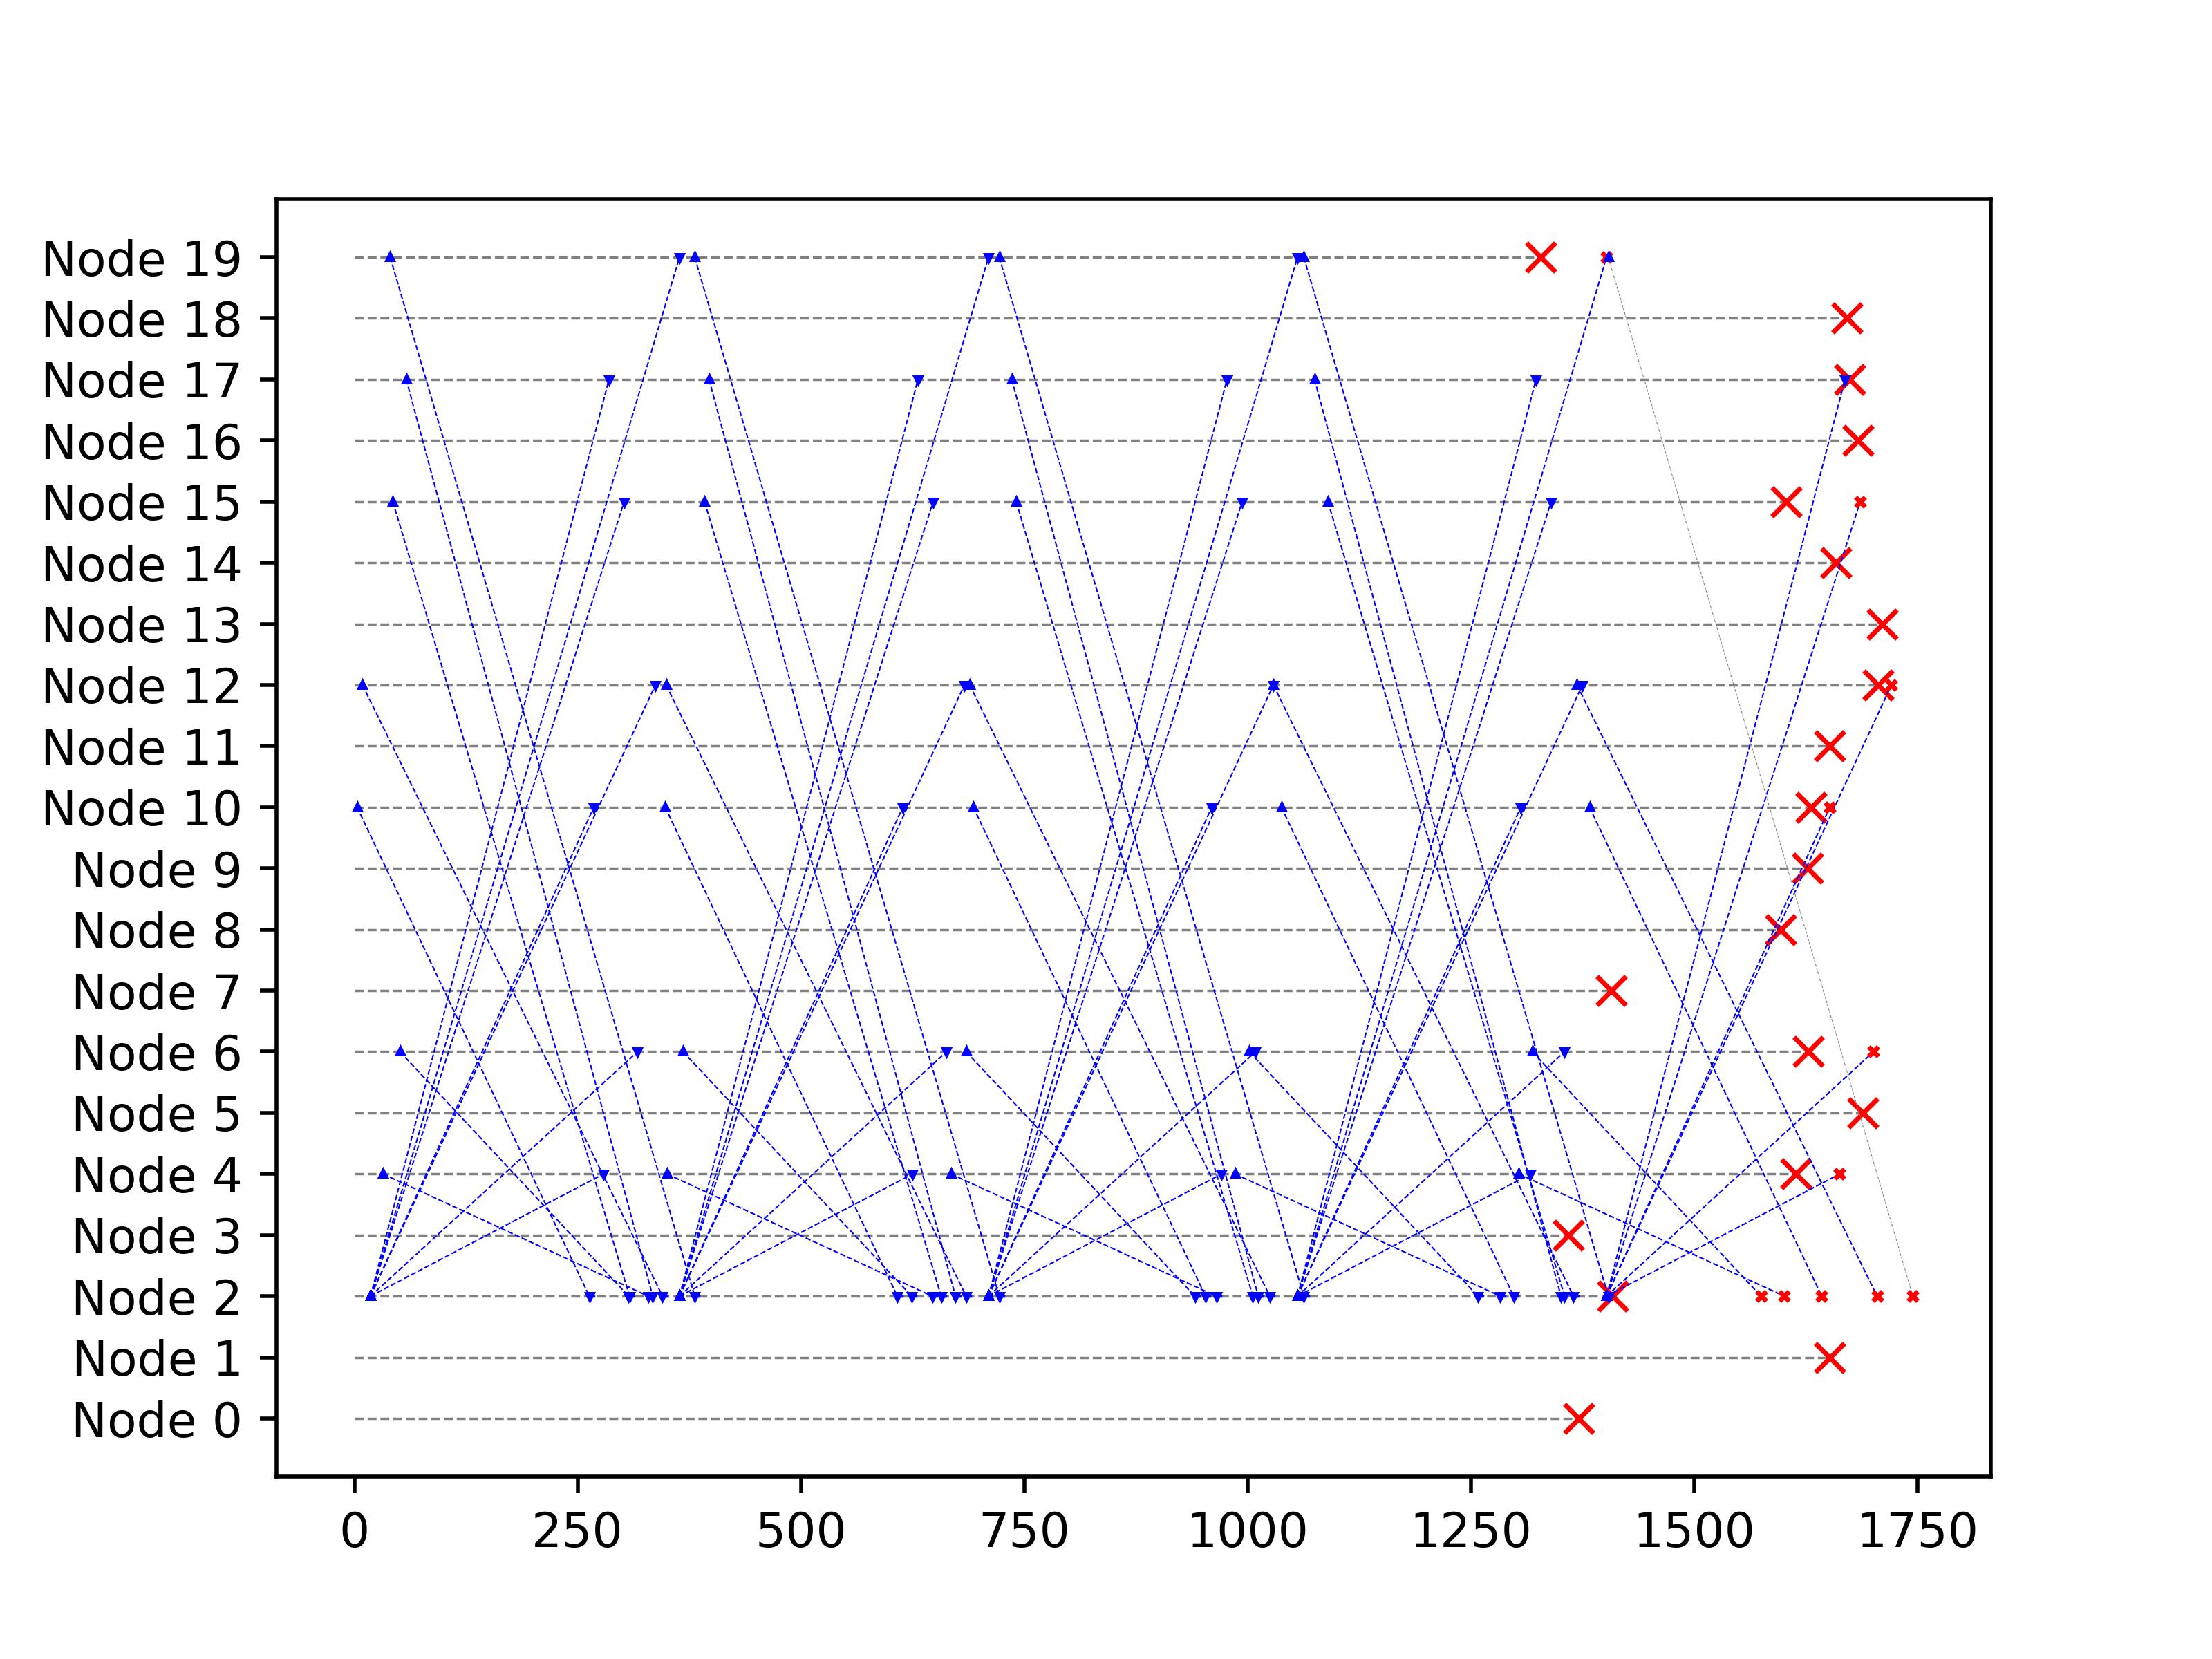 Node 19
Node 18
Node 17
Node 16
Node 15
Node 14
Node 13
Node 12
Node 11
Node 10
Node 9
Node 8
Node 7
Node 6
Node 5
Node 4
Node 3
Node 2
Node 1
Node 0
0 250 500 750 1000 1250 1500 1750